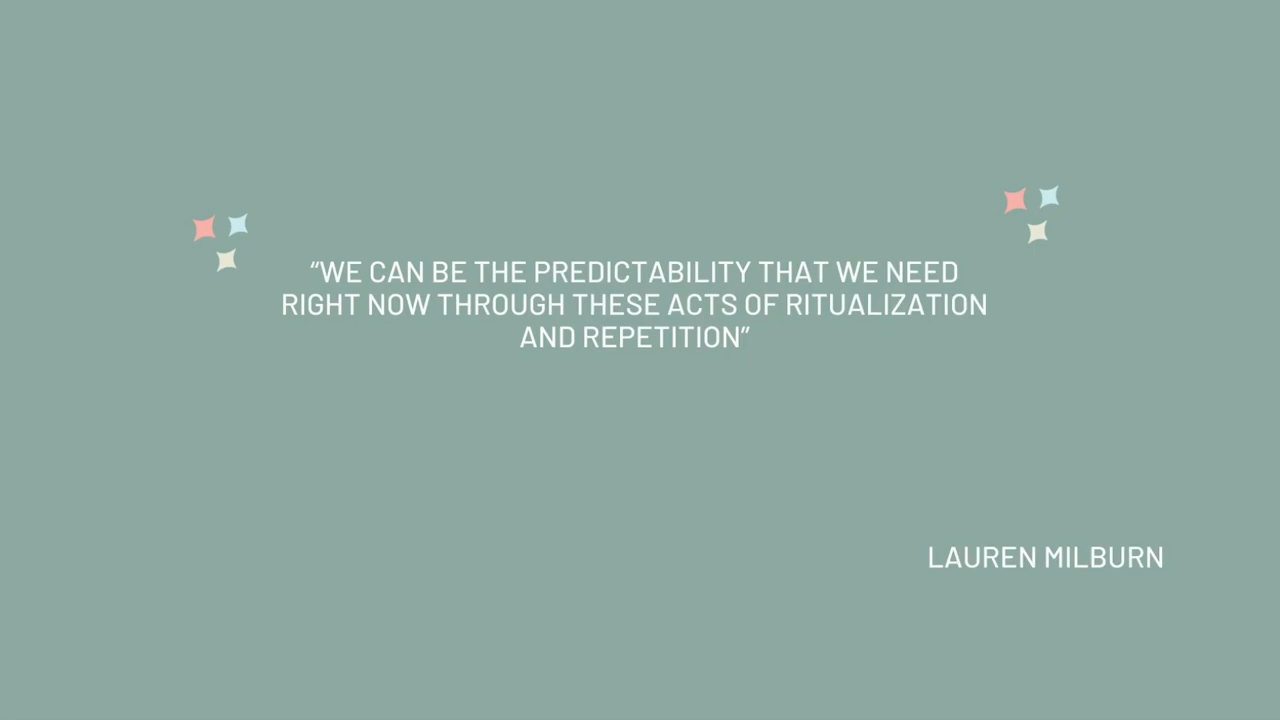 “WE CAN BE THE PREDICTABILITY THAT WE NEED
RIGHT NOW THROUGH THESE ACTS OF RITUALIZATION
AND REPETITION”
LAUREN MILBURN